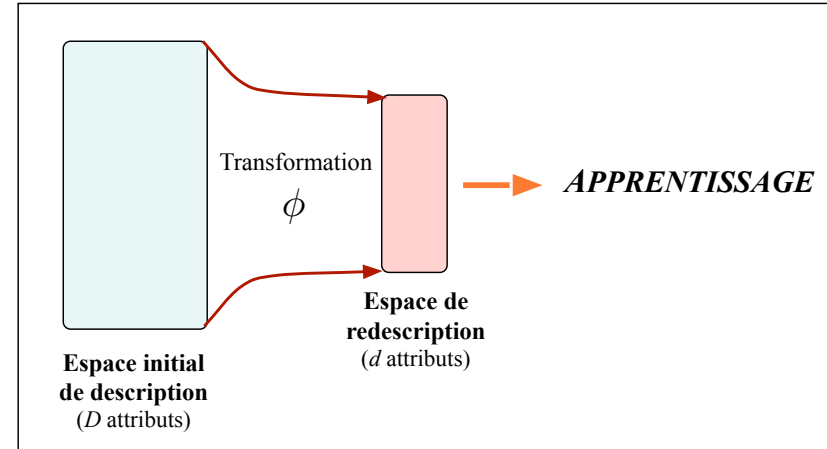 Transformation
ϕ
APPRENTISSAGE
Espace de
redescription
(d attributs)
Espace initial
de description
(D attributs)